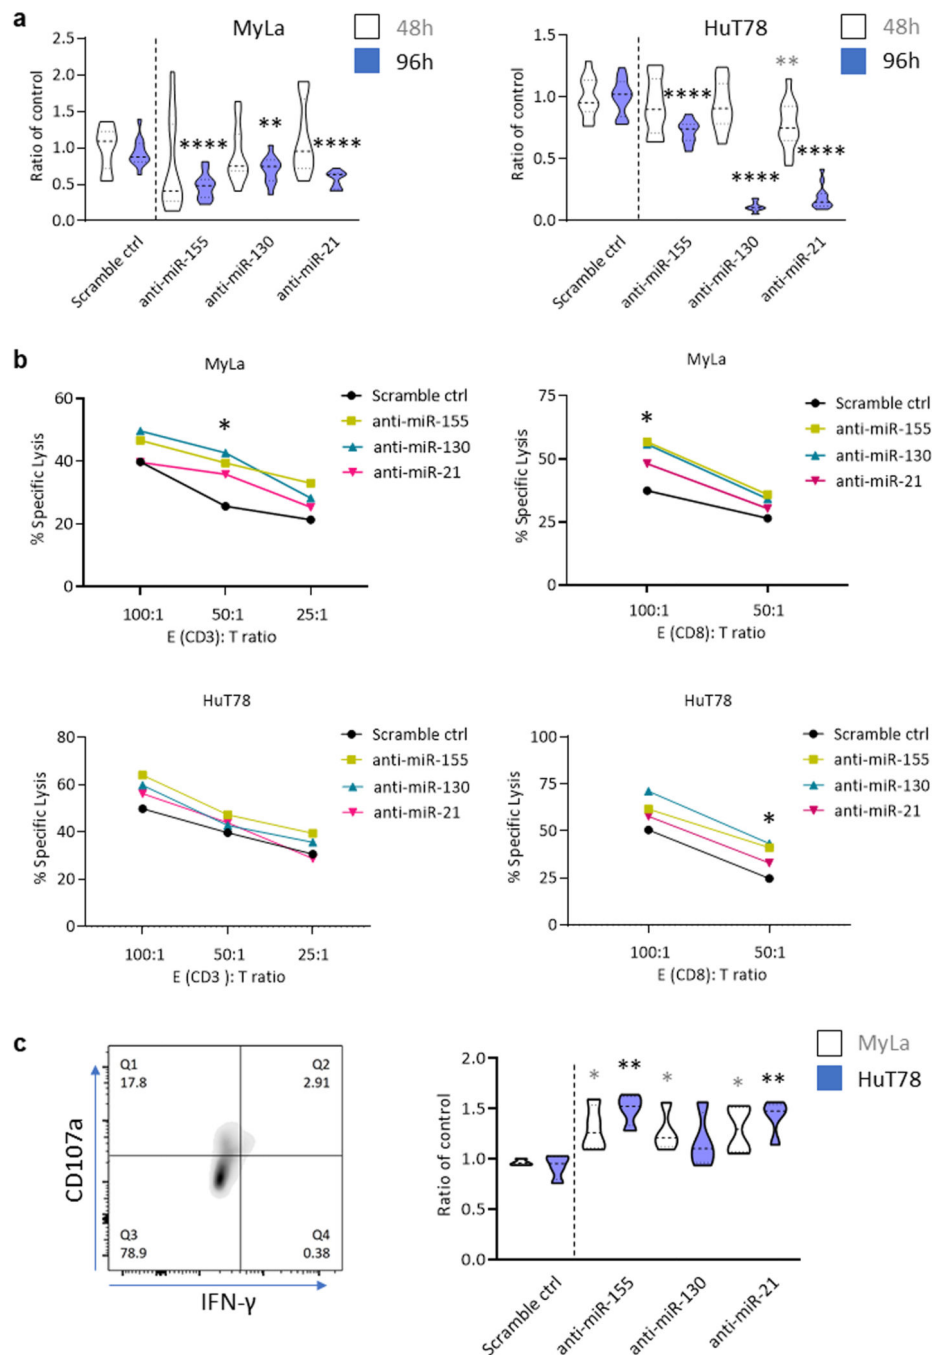 a
MyLa
48h
96h
Ratio of control
2.5
2.0
1.5
1.0
0.5
0.0
****
**
****
Scramble ctrl
anti-miR-155
anti-miR-130
anti-miR-21
HuT78
48h
96h
Ratio of control
1.5
1.0
0.5
0.0
****
****
**
****
Scramble ctrl
anti-miR-155
anti-miR-130
anti-miR-21
b
MyLa
% Specific Lysis
60
40
20
0
*
100:1 50:1 25:1
E (CD3): T ratio
Scramble ctrl
anti-miR-155
anti-miR-130
anti-miR-21
MyLa
% Specific Lysis
75
50
25
0
*
100:1 50:1
E (CD8): T ratio
Scramble ctrl
anti-miR-155
anti-miR-130
anti-miR-21
HuT78
% Specific Lysis
80
60
40
20
0
100:1 50:1 25:1
E (CD3 ): T ratio
Scramble ctrl
anti-miR-155
anti-miR-130
anti-miR-21
HuT78
% Specific Lysis
100
75
50
25
0
*
100:1 50:1
E (CD8): T ratio
Scramble ctrl
anti-miR-155
anti-miR-130
anti-miR-21
c
CD107a
Q1
17.8
Q2
2.91
Q3
78.9
Q4
0.38
IFN-γ
MyLa
HuT78
Ratio of control
2.0
1.5
1.0
0.5
0.0
*
**
*
*
**
Scramble ctrl
anti-miR-155
anti-miR-130
anti-miR-21